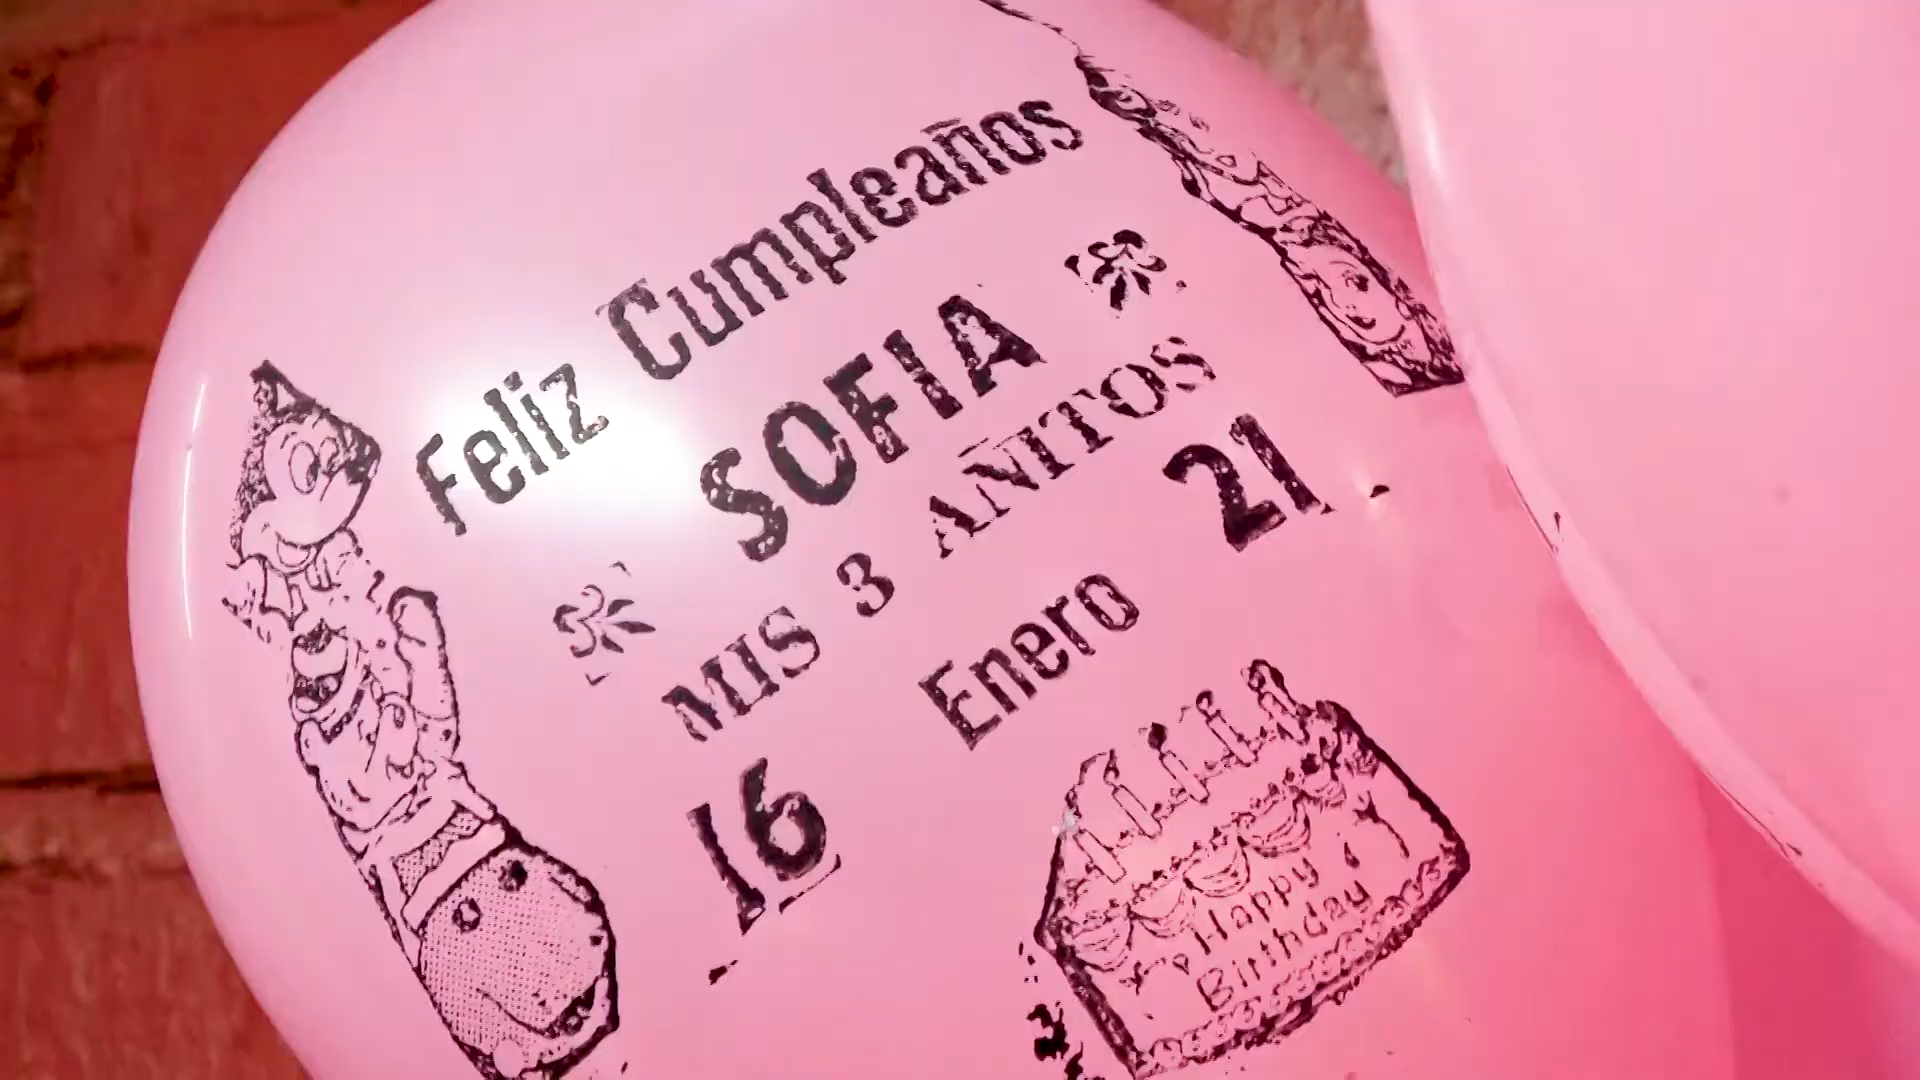 Feliz Cumpleaños
SOFIA
MIS 3 AÑITOS
16 Enero 21
Happy
Birthday